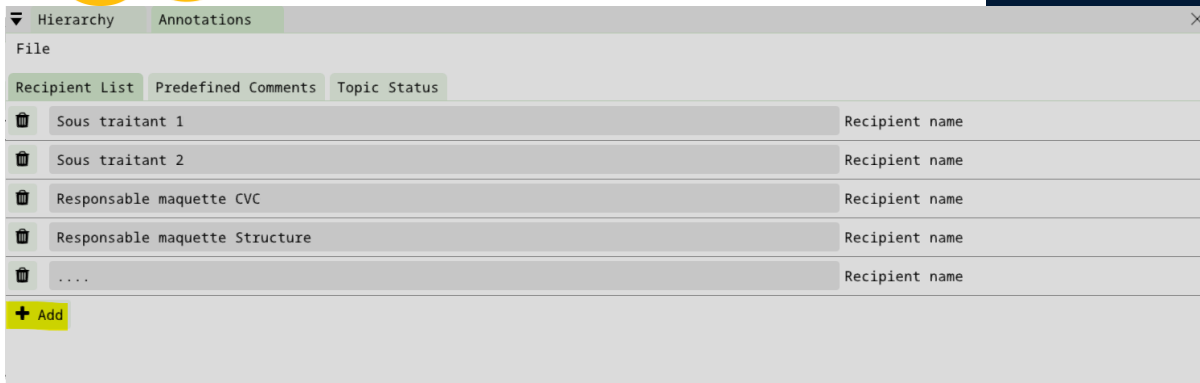 Hierarchy Annotations
File
Recipient List Predefined Comments Topic Status
Sous traitant 1 Recipient name
Sous traitant 2 Recipient name
Responsable maquette CVC Recipient name
Responsable maquette Structure Recipient name
.... Recipient name
+ Add